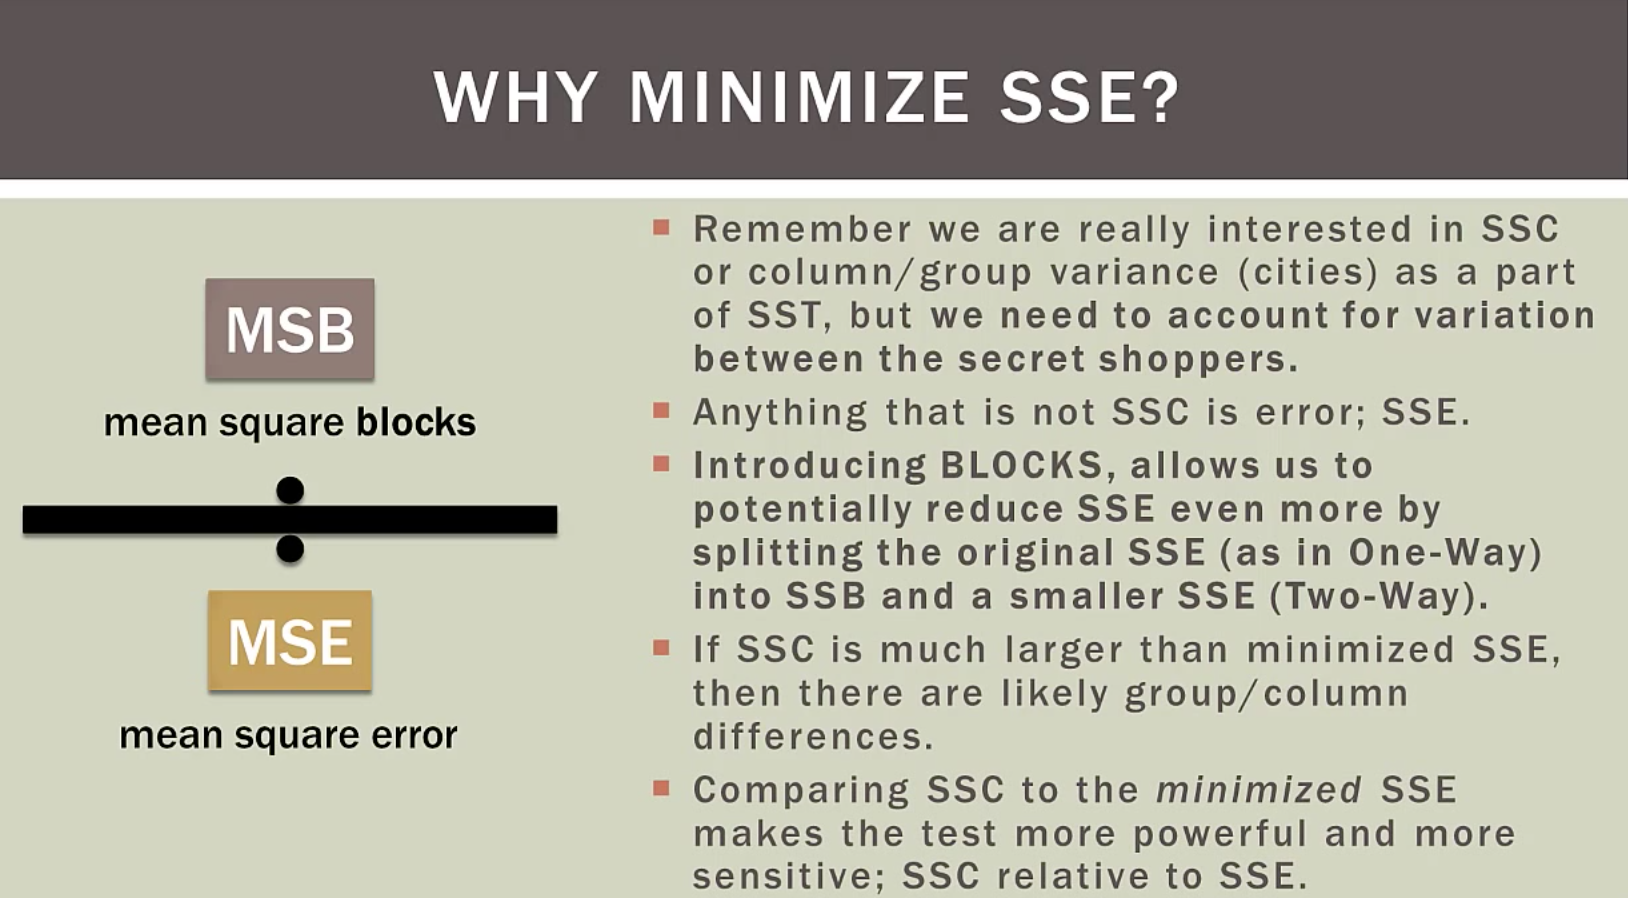 WHY MINIMIZE SSE?
MSB
mean square blocks
MSE
mean square error
Remember we are really interested in SSC
or column/group variance (cities) as a part
of SST, but we need to account for variation
between the secret shoppers.
Anything that is not SSC is error; SSE.
Introducing BLOCKS, allows us to
potentially reduce SSE even more by
splitting the original SSE (as in One-Way)
into SSB and a smaller SSE (Two-Way).
If SSC is much larger than minimized SSE,
then there are likely group/column
differences.
Comparing SSC to the minimized SSE
makes the test more powerful and more
sensitive; SSC relative to SSE.